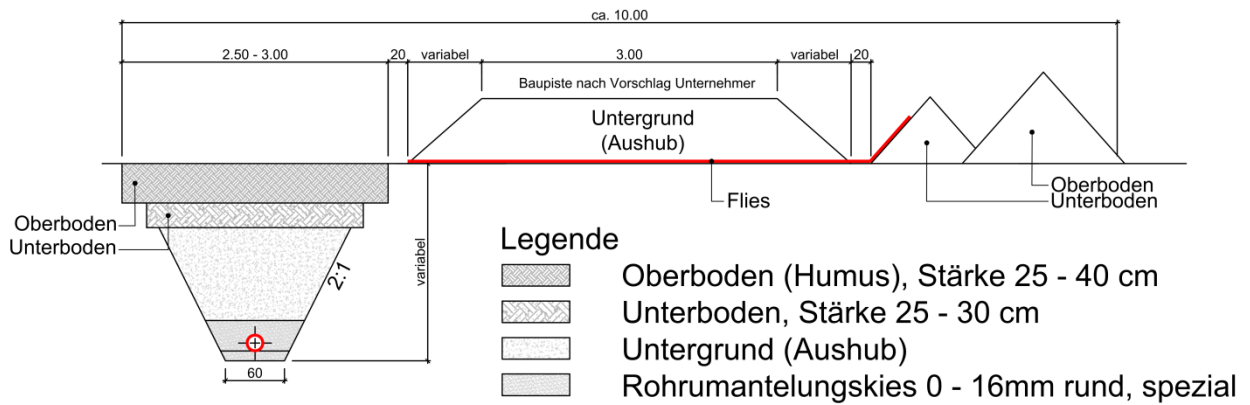 ca. 10.00
2.50 - 3.00
20
variabel
3.00
variabel
20
Baupiste nach Vorschlag Unternehmer
Untergrund
(Aushub)
Flies
Oberboden
Unterboden
Oberboden
Unterboden
2:1
variabel
60
Legende
Oberboden (Humus), Stärke 25 - 40 cm
Unterboden, Stärke 25 - 30 cm
Untergrund (Aushub)
Rohrumantelungskies 0 - 16mm rund, spezial